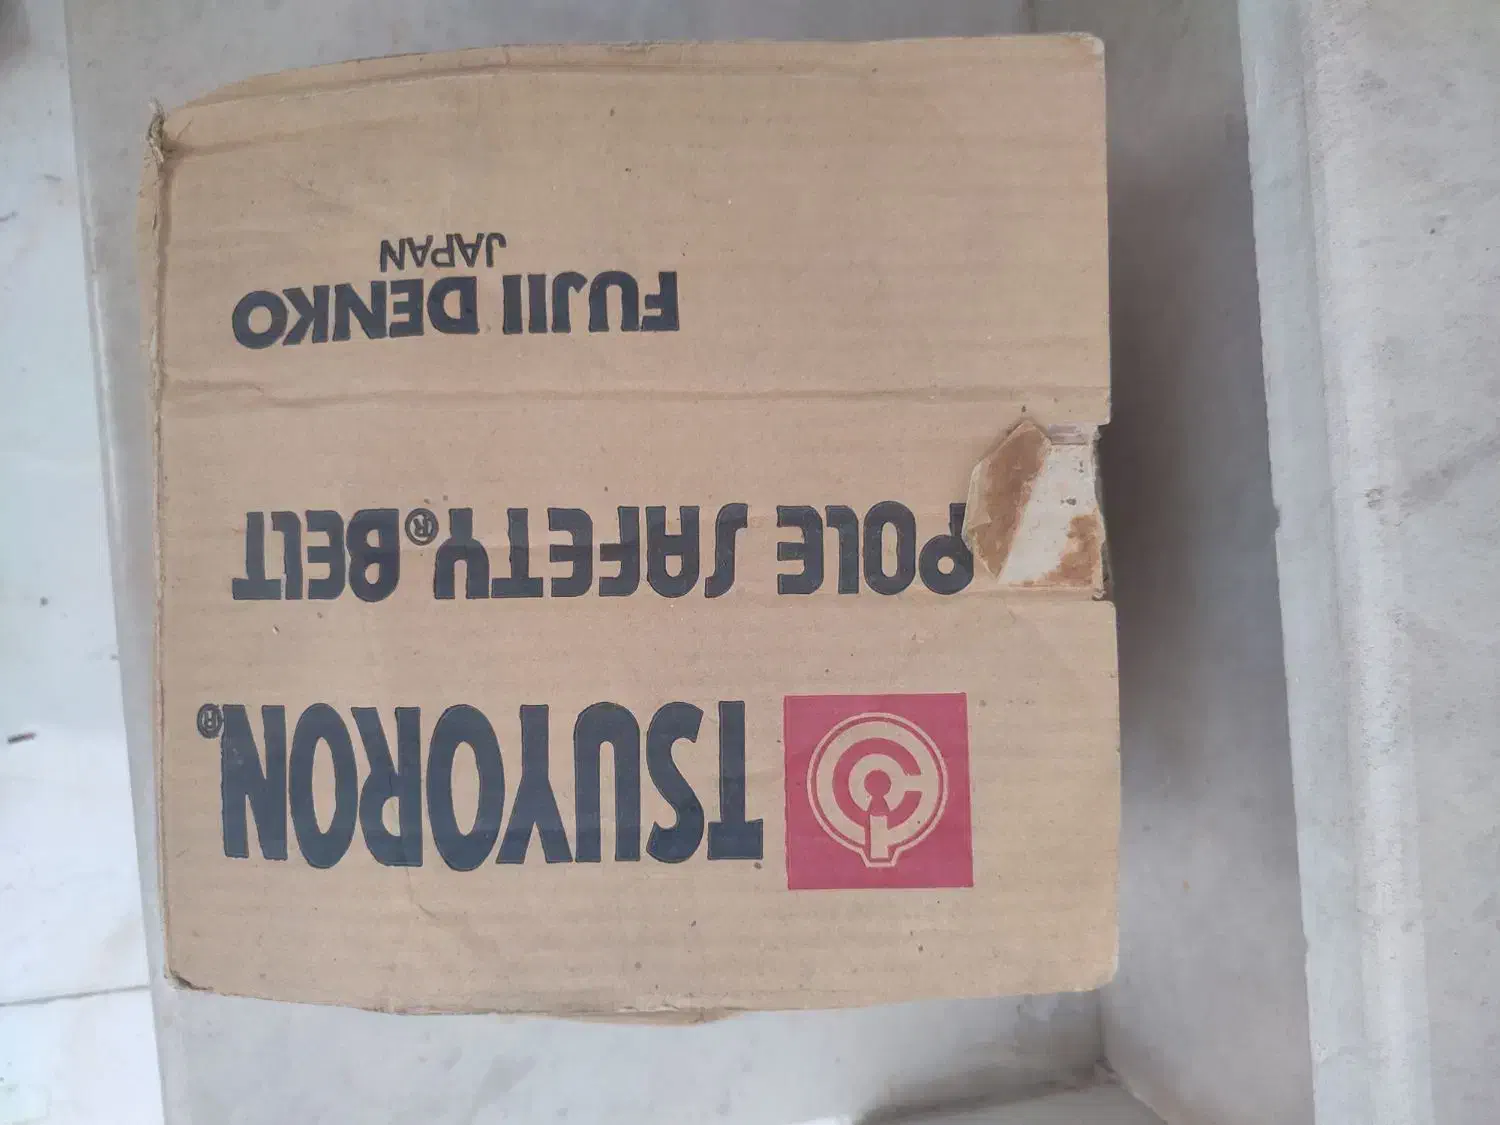 TSUYORON®
POLE SAFETY® BELT
FUJII DENKO
JAPAN